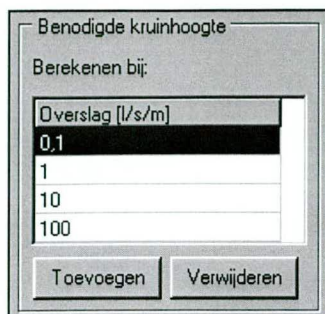 Benodigde kruinhoogte
Berekenen bij:
Overslag [l/s/m]
0,1
1
10
100
Toevoegen Verwijderen